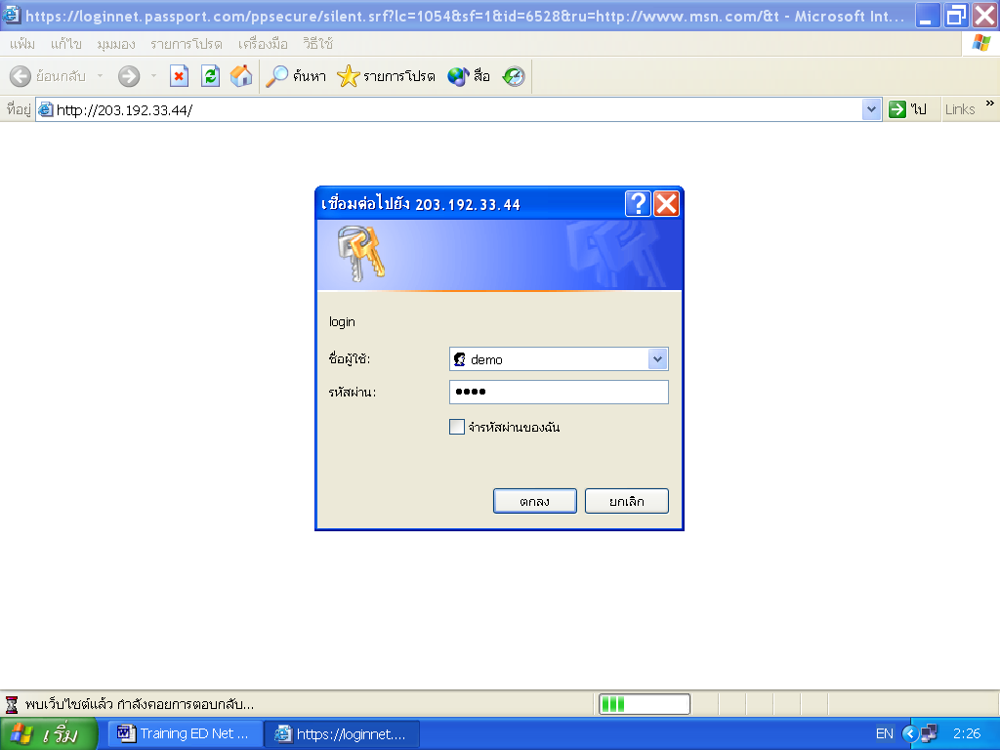 https://loginnet.passport.com/ppsecure/silent.srf?lc=1054&sf=1&id=6528&ru=http://www.msn.com/&t - Microsoft Int...
แฟ้ม แก้ไข มุมมอง รายการโปรด เครื่องมือ วิธีใช้
ย้อนกลับ ค้นหา รายการโปรด สื่อ
ที่อยู่ http://203.192.33.44/ ไป Links »
เชื่อมต่อไปยัง 203.192.33.44
login
ชื่อผู้ใช้: demo
รหัสผ่าน: ••••
จำรหัสผ่านของฉัน
ตกลง ยกเลิก
พบเว็บไซต์แล้ว กำลังคอยการตอบกลับ...
เริ่ม Training ED Net ... https://loginnet.... EN 2:26